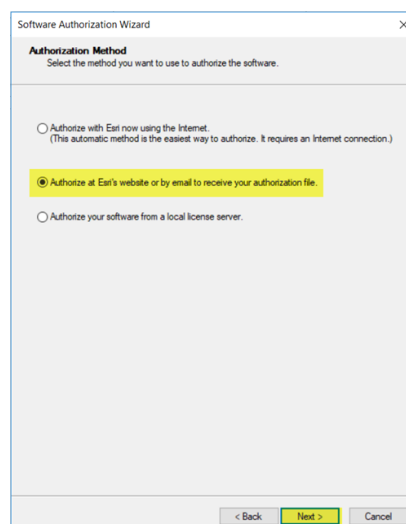 Software Authorization Wizard
Authorization Method
Select the method you want to use to authorize the software.
Authorize with Esri now using the Internet.
(This automatic method is the easiest way to authorize. It requires an Internet connection.)
Authorize at Esri's website or by email to receive your authorization file.
Authorize your software from a local license server.
< Back Next > Cancel